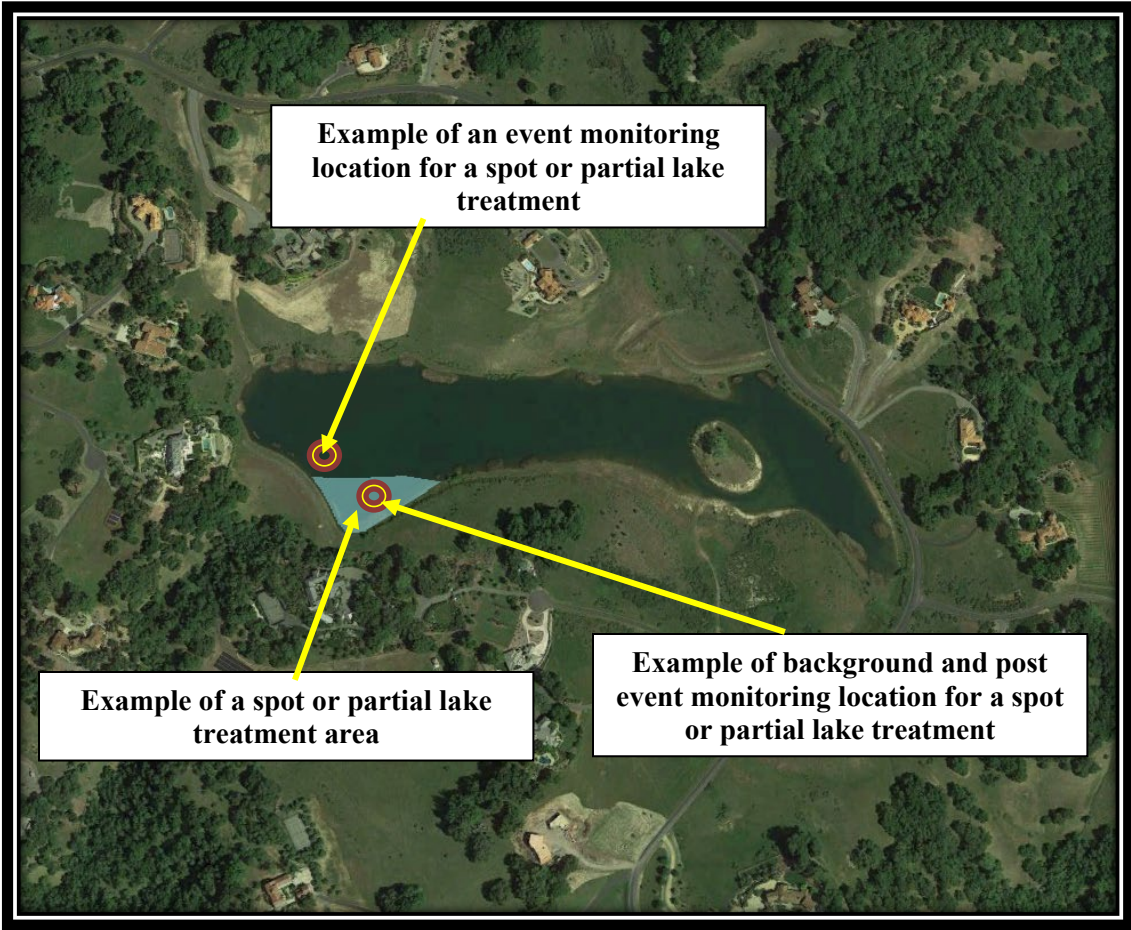 Example of an event monitoring
location for a spot or partial lake
treatment
Example of a spot or partial lake
treatment area
Example of background and post
event monitoring location for a spot
or partial lake treatment